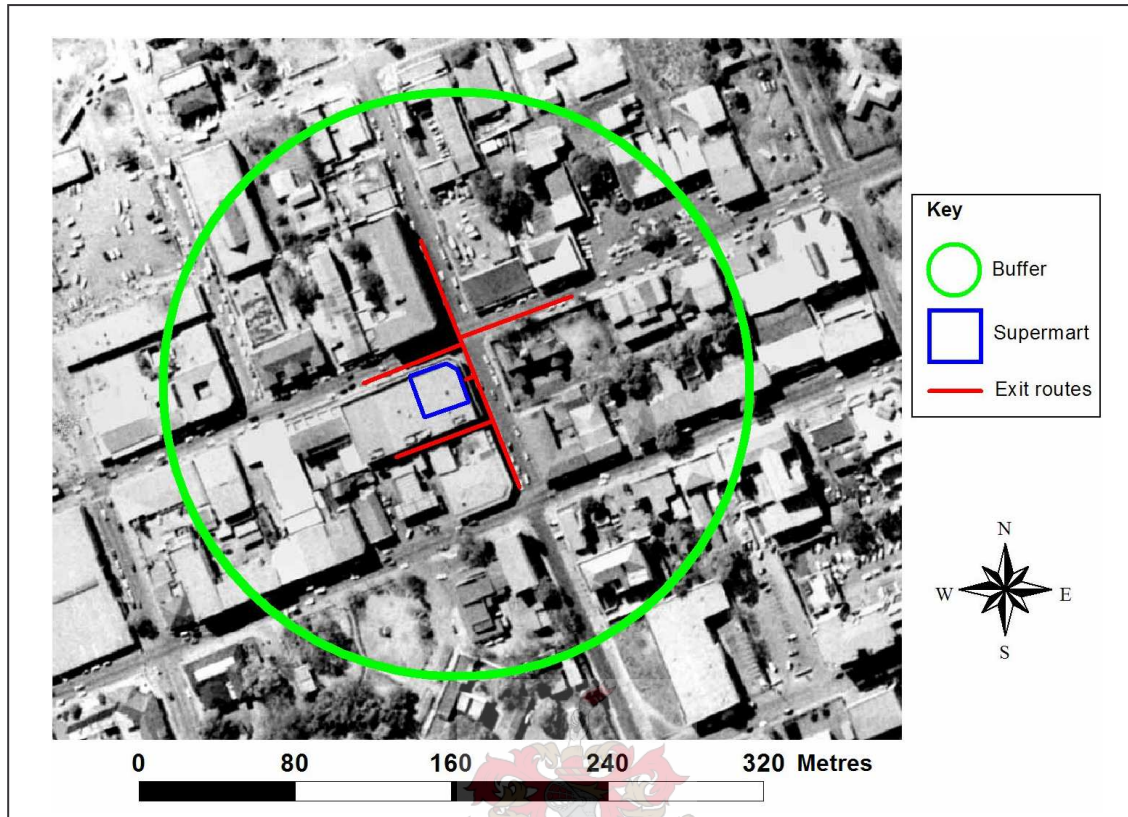 Key
Buffer
Supermart
Exit routes
N
W E
S
0 80 160 240 320 Metres